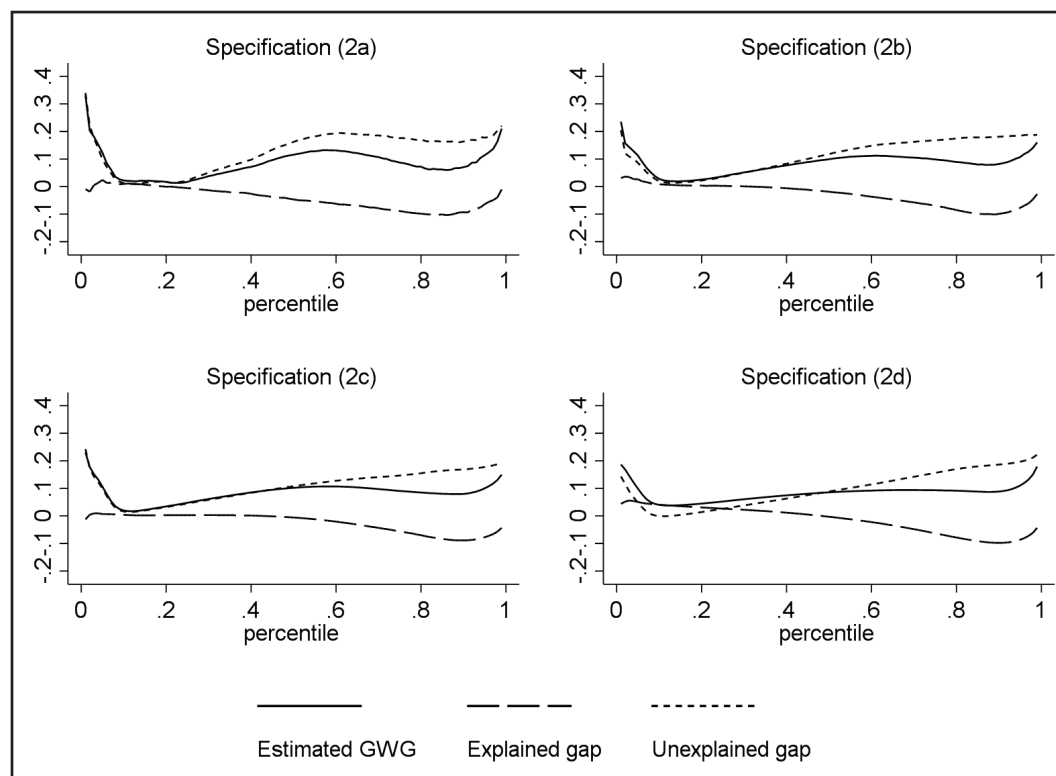 Specification (2a)
.4
.3
.2
.1
0
-.1
-.2
0 .2 .4 .6 .8 1
percentile
Specification (2b)
.4
.3
.2
.1
0
-.1
-.2
0 .2 .4 .6 .8 1
percentile
Specification (2c)
.4
.3
.2
.1
0
-.1
-.2
0 .2 .4 .6 .8 1
percentile
Specification (2d)
.4
.3
.2
.1
0
-.1
-.2
0 .2 .4 .6 .8 1
percentile
Estimated GWG Explained gap Unexplained gap